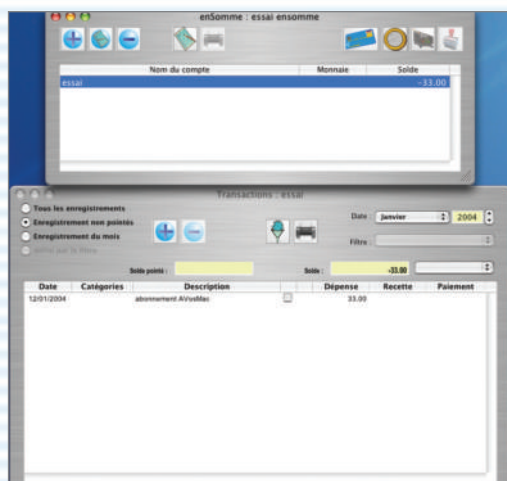 enSomme : essai ensomme
Nom du compte Monnaie Solde
essai -33.00
Transactions : essai
Tous les enregistrements
Enregistrement non pointés
Enregistrement du mois
Date Janvier 2004
Filtre :
Solde pointé : Solde : -33.00
Date Catégories Description Dépense Recette Paiement
12/01/2004 abonnement AVosMac 33.00